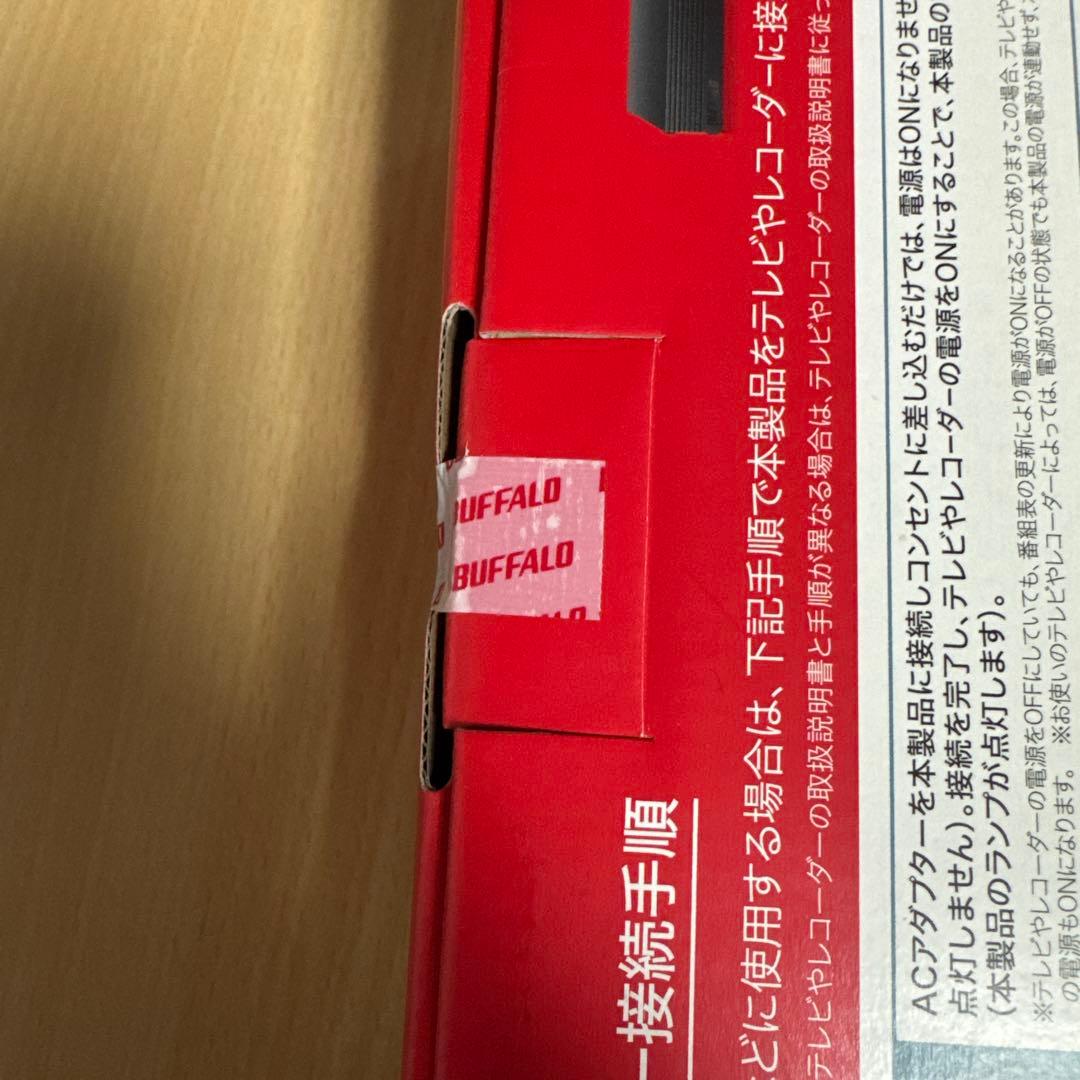 BUFFALO
BUFFALO
接続手順
どに使用する場合は、下記手順で本製品をテレビやレコーダーに接
テレビやレコーダーの取扱説明書と手順が異なる場合は、テレビやレコーダーの取扱説明書に従っ
ACアダプターを本製品に接続しコンセントに差し込むだけでは、電源はONになりませ
点灯しません)。接続を完了し、テレビやレコーダーの電源をONにすることで、本製品の
(本製品のランプが点灯します)。
※テレビやレコーダーの電源をOFFにしていても、番組表の更新により電源がONになることがあります。この場合、テレビや
の電源もONになります。 ※お使いのテレビやレコーダーによっては、電源がOFFの状態でも本製品の電源が連動せず、